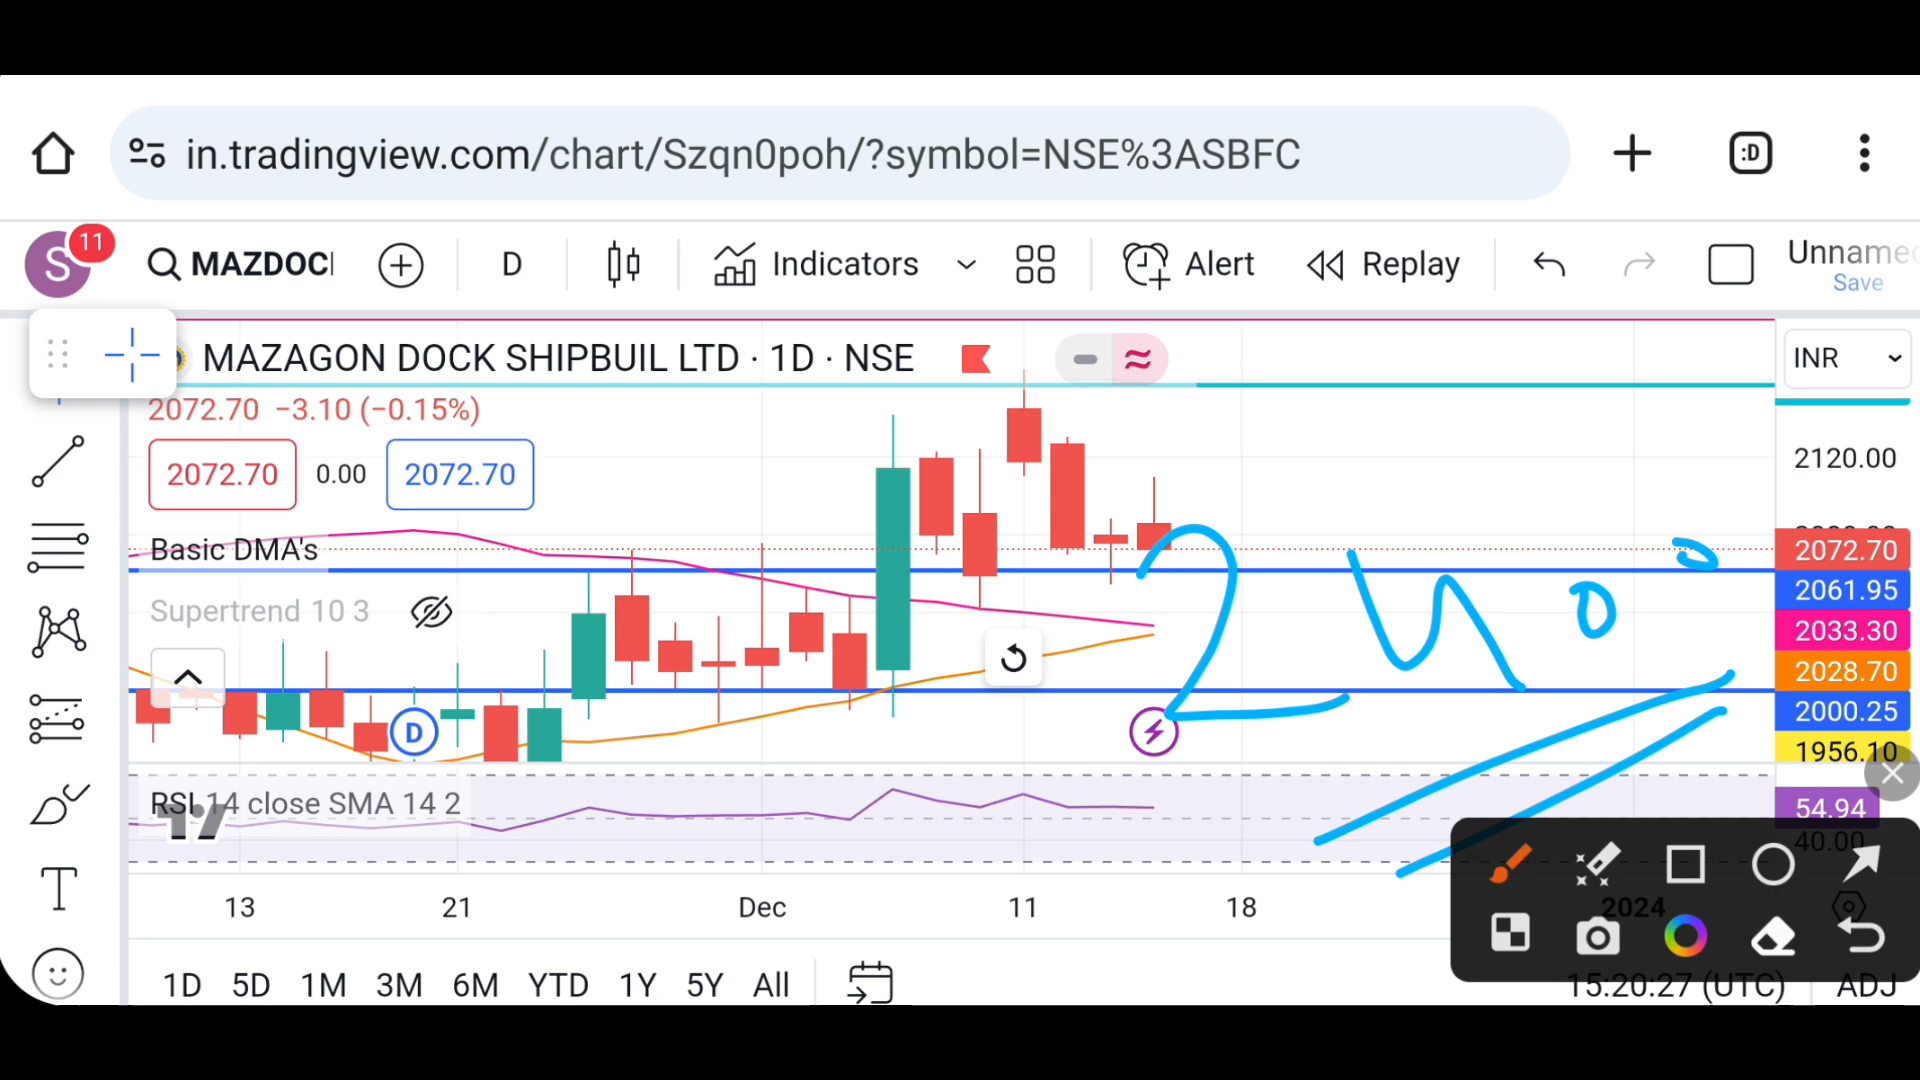 in.tradingview.com/chart/Szqn0poh/?symbol=NSE%3ASBFC
:D
S
11
MAZDOC
D
Indicators
Alert
Replay
Unname
Save
MAZAGON DOCK SHIPBUIL LTD · 1D · NSE
INR
2072.70 −3.10 (−0.15%)
2072.70
0.00
2072.70
2120.00
Basic DMA's
2072.70
2061.95
Supertrend 10 3
2033.30
2028.70
2000.25
1956.10
2400
D
RSI 14 close SMA 14 2
54.94
40.00
13
21
Dec
11
18
2024
1D
5D
1M
3M
6M
YTD
1Y
5Y
All
15:20:27 (UTC)
ADJ